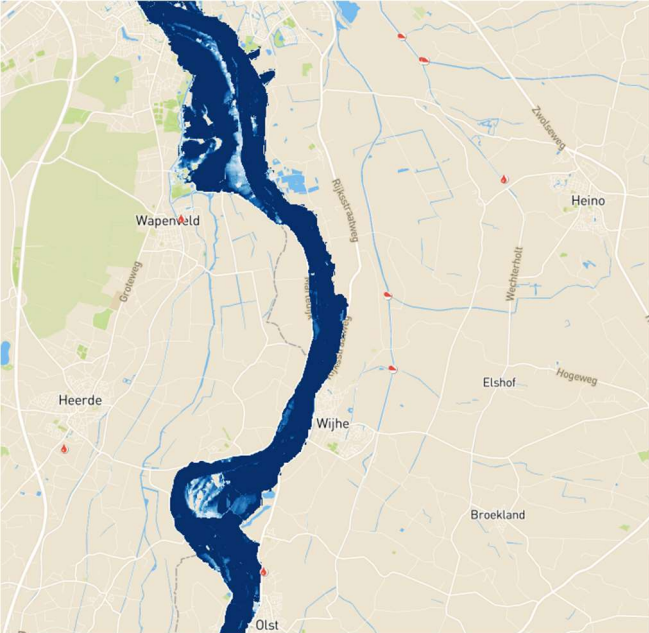 Zwolseweg
Heino
Rijksstraatweg
Wapenveld
Wechterholt
Groteweg
Hogeweg
Elshof
Heerde
Wijhe
Broekland
Olst